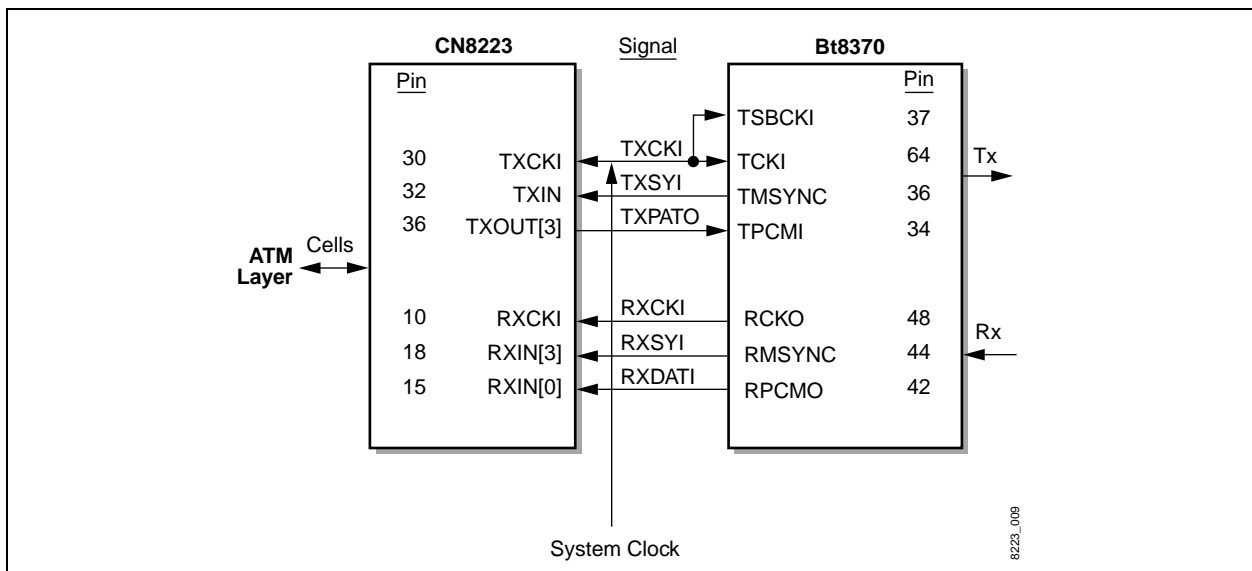 CN8223 Signal Bt8370
Pin Pin
TSBCKI 37
30 TXCKI TXCKI TCKI 64 Tx
32 TXIN TXSYI TMSYNC 36
36 TXOUT[3] TXPATO TPCMI 34
ATM Layer Cells
10 RXCKI RXCKI RCKO 48
18 RXIN[3] RXSYI RMSYNC 44 Rx
15 RXIN[0] RXDATI RPCMO 42
System Clock
8223_009